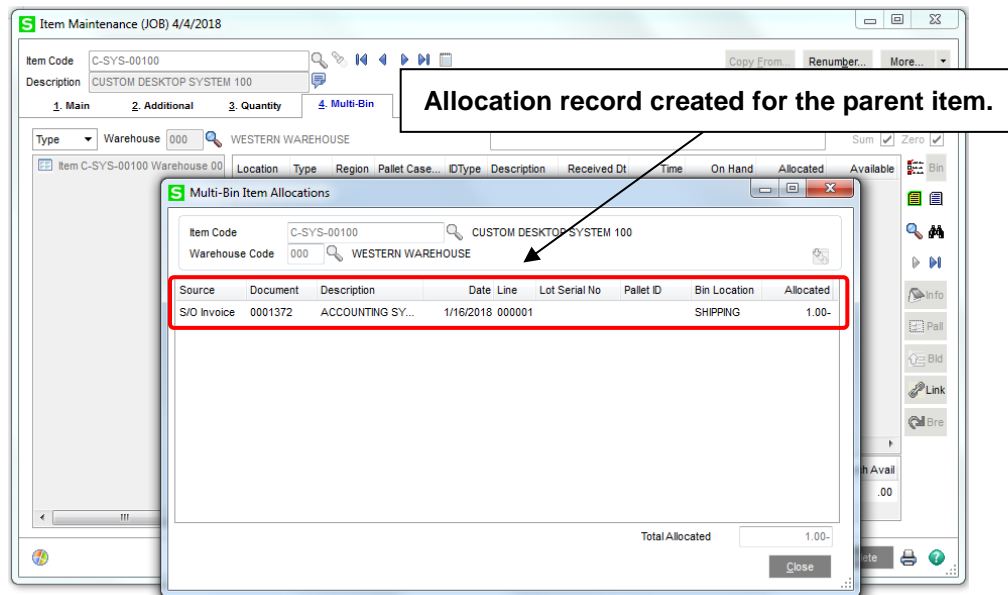 S Item Maintenance (JOB) 4/4/2018
Item Code C-SYS-00100 Copy From... Renumber... More...
Description CUSTOM DESKTOP SYSTEM 100
Allocation record created for the parent item.
1. Main 2. Additional 3. Quantity 4. Multi-Bin
Type Warehouse 000 WESTERN WAREHOUSE Sum Zero
Item C-SYS-00100 Warehouse 00 Location Type Region Pallet Case... IDType Description Received Dt Time On Hand Allocated Available Bin
S Multi-Bin Item Allocations
Item Code C-SYS-00100 CUSTOM DESKTOP SYSTEM 100
Warehouse Code 000 WESTERN WAREHOUSE
Source Document Description Date Line Lot Serial No Pallet ID Bin Location Allocated
S/O Invoice 0001372 ACCOUNTING SY... 1/16/2018 000001 SHIPPING 1.00-
Info
Pall
Bld
Link
Bre
Avail
.00
Total Allocated 1.00-
Close